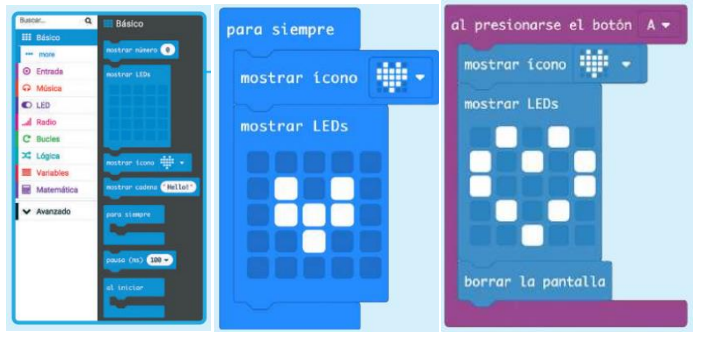 Buscar...
Básico
more
Entrada
Música
LED
Radio
Bucles
Lógica
Variables
Matemática
Avanzado
Básico
mostrar número 0
mostrar LEDs
mostrar ícono
mostrar cadena "Hello!"
para siempre
pausa (ms) 100
al iniciar
para siempre
mostrar ícono
mostrar LEDs
al presionarse el botón A
mostrar ícono
mostrar LEDs
borrar la pantalla